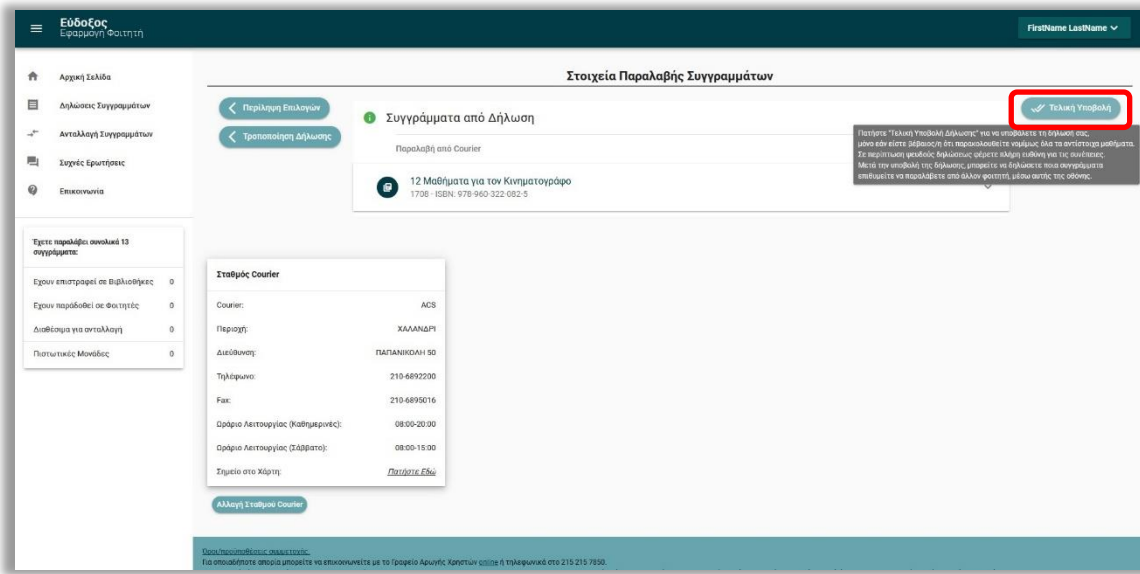 Εύδοξος
Εφαρμογή Φοιτητή
FirstName LastName
Αρχική Σελίδα
Δηλώσεις Συγγραμμάτων
Ανταλλαγή Συγγραμμάτων
Συχνές Ερωτήσεις
Επικοινωνία
Έχετε παραλάβει συνολικά 13
συγγράμματα:
Έχουν επιστραφεί σε Βιβλιοθήκες 0
Έχουν παραδοθεί σε Φοιτητές 0
Διαθέσιμα για ανταλλαγή 0
Πιστωτικές Μονάδες 0
Στοιχεία Παραλαβής Συγγραμμάτων
Περίληψη Επιλογών
Τροποποίηση Δήλωσης
Τελική Υποβολή
Συγγράμματα από Δήλωση
Παραλαβή από Courier
12 Μαθήματα για τον Κινηματογράφο
1708 - ISBN: 978-960-322-082-5
Πατήστε "Τελική Υποβολή Δήλωσης" για να υποβάλετε τη δήλωσή σας,
μόνο εάν είστε βέβαιος/η ότι παρακολουθείτε νομίμως όλα τα αντίστοιχα μαθήματα.
Σε περίπτωση ψευδούς δηλώσεως φέρετε πλήρη ευθύνη για τις συνέπειες.
Μετά την υποβολή της δήλωσης, μπορείτε να δηλώσετε ποια συγγράμματα
επιθυμείτε να παραλάβετε από άλλον φοιτητή, μέσω αυτής της οθόνης.
Σταθμός Courier
Courier: ACS
Περιοχή: ΧΑΛΑΝΔΡΙ
Διεύθυνση: ΠΑΠΑΝΙΚΟΛΗ 50
Τηλέφωνο: 210-6892200
Fax: 210-6895016
Ωράριο Λειτουργίας (Καθημερινές): 08:00-20:00
Ωράριο Λειτουργίας (Σάββατο): 08:00-15:00
Σημείο στο Χάρτη: Πατήστε Εδώ
Αλλαγή Σταθμού Courier
Όροι/προϋποθέσεις συμμετοχής.
Για οποιαδήποτε απορία μπορείτε να επικοινωνείτε με το Γραφείο Αρωγής Χρηστών online ή τηλεφωνικά στο 215 215 7850.